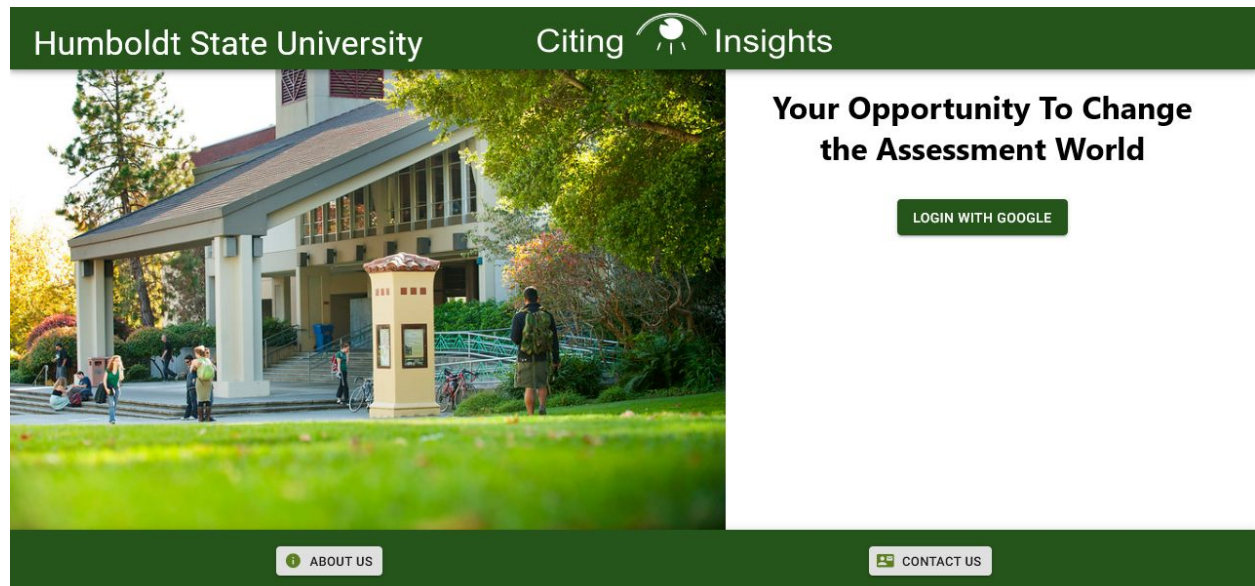 Humboldt State University
Citing Insights
Your Opportunity To Change
the Assessment World
LOGIN WITH GOOGLE
ABOUT US
CONTACT US